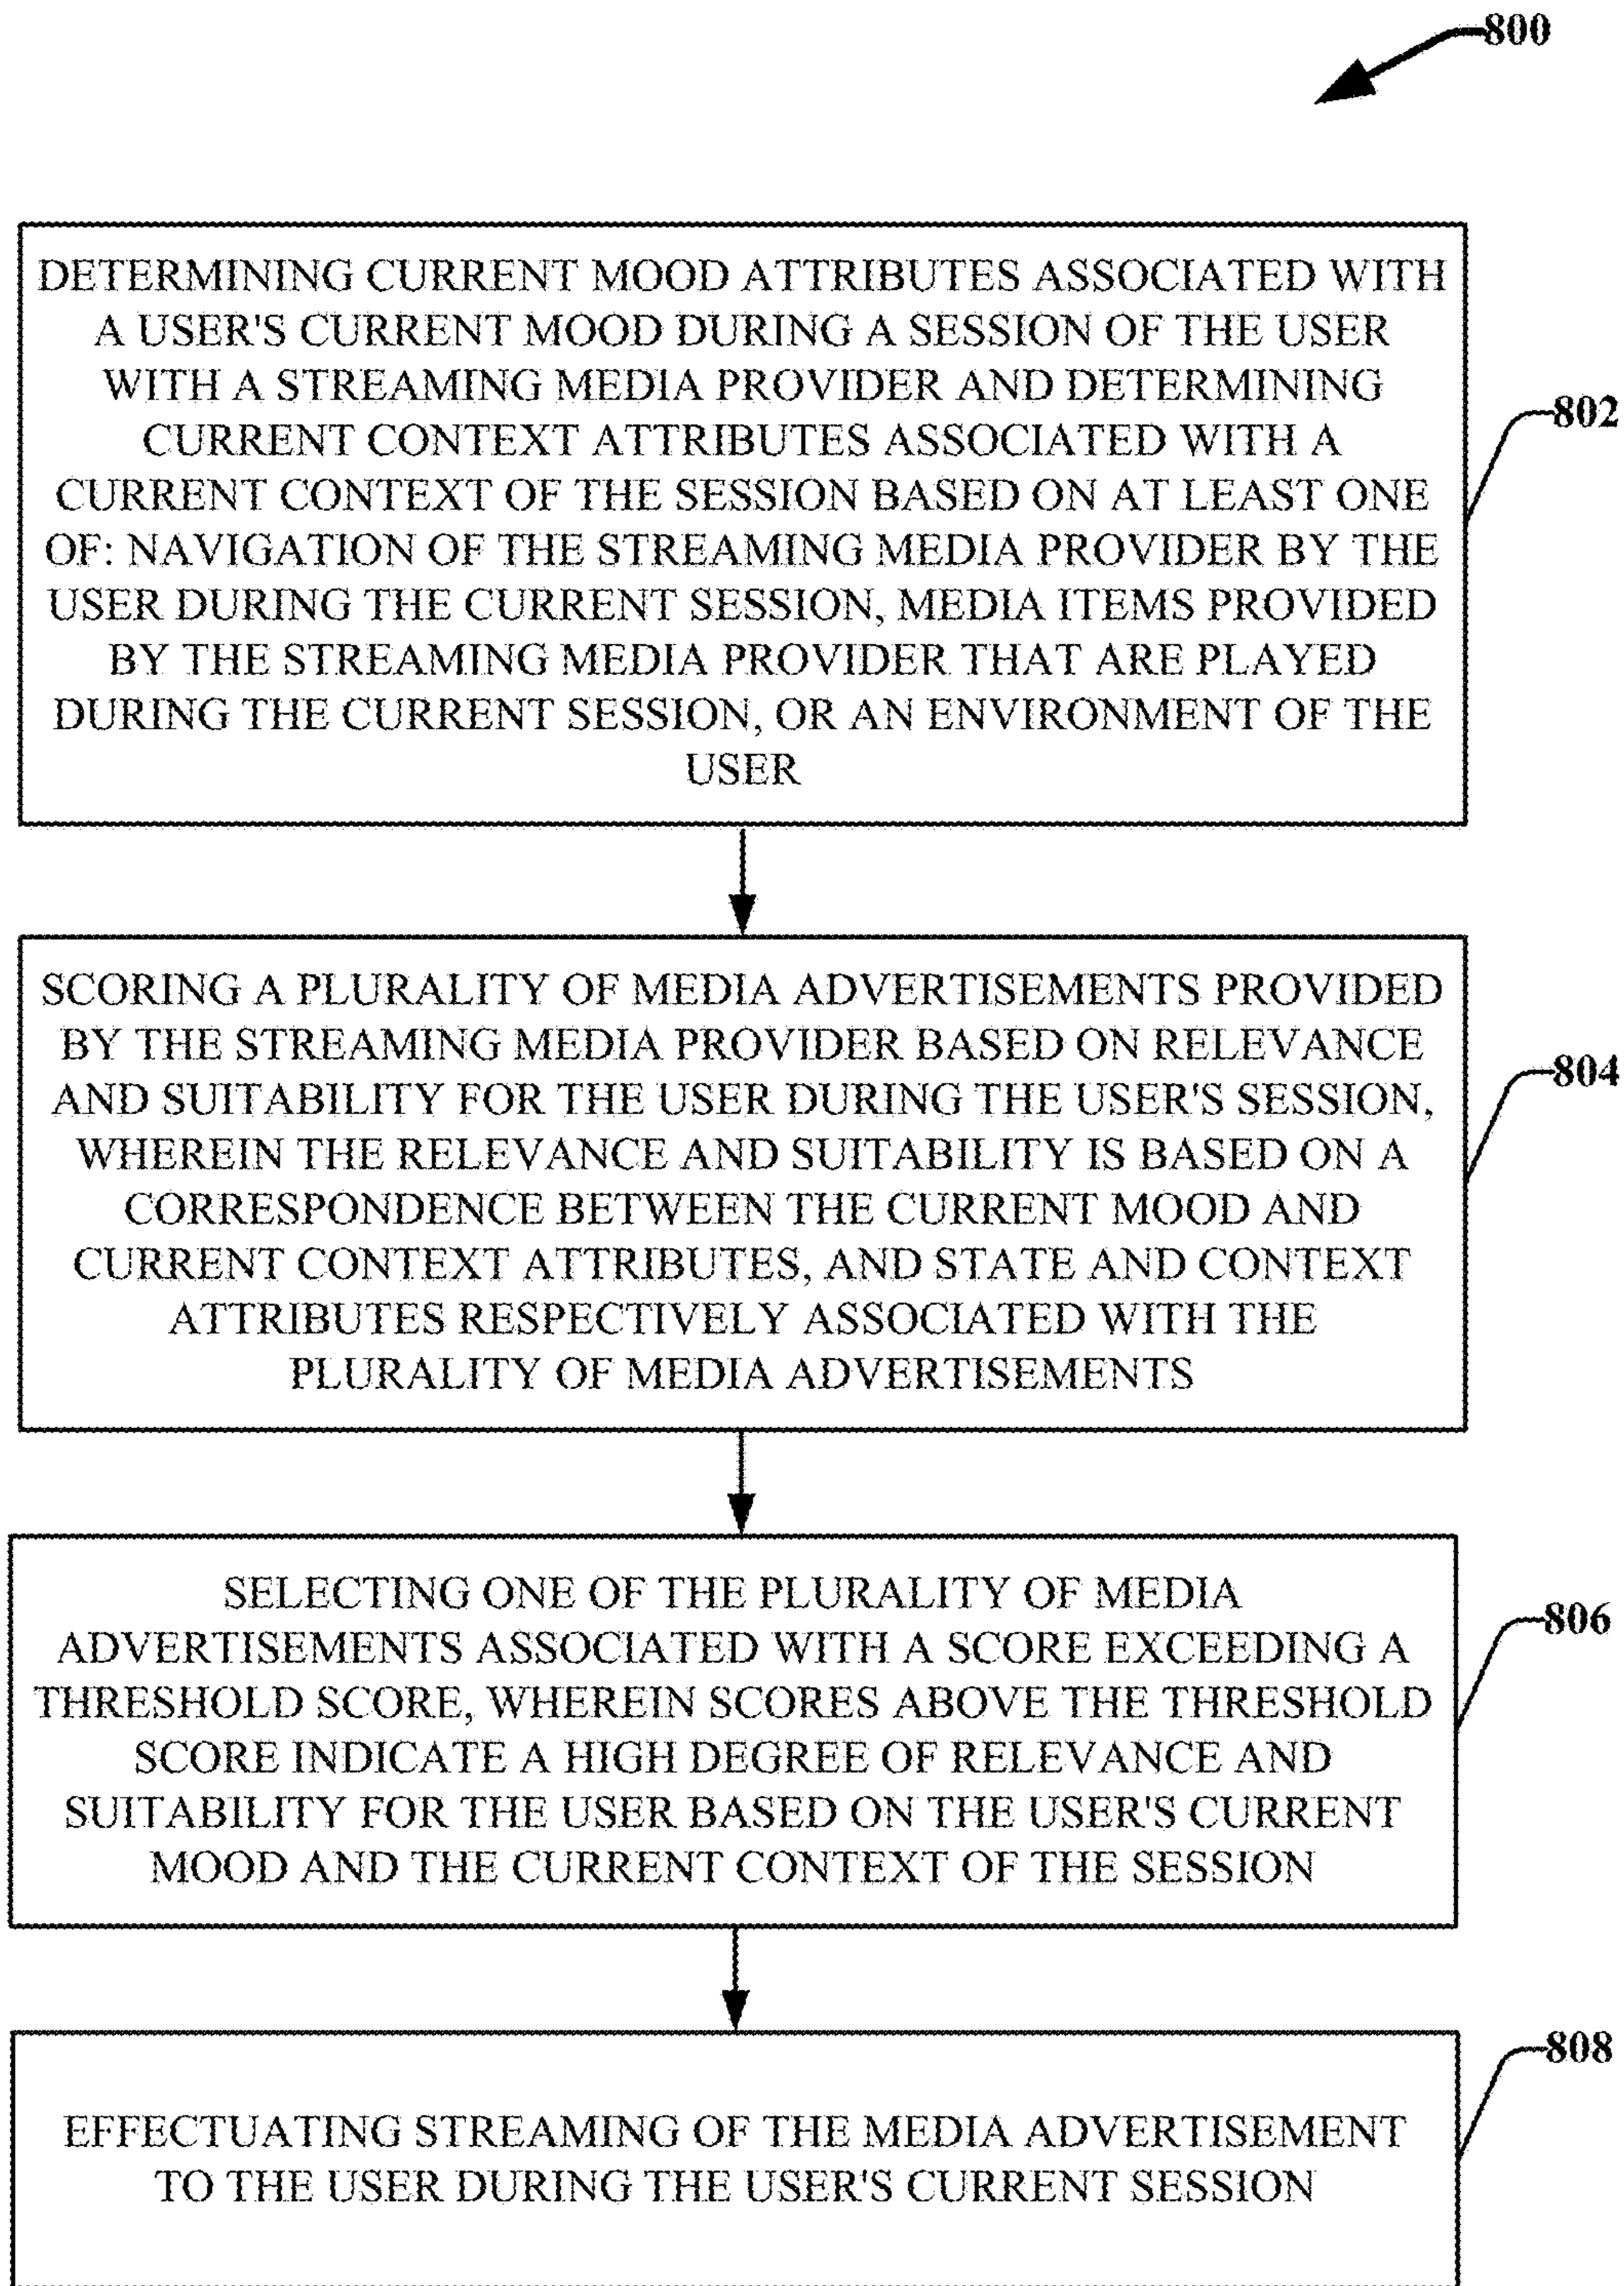 800
DETERMINING CURRENT MOOD ATTRIBUTES ASSOCIATED WITH
A USER'S CURRENT MOOD DURING A SESSION OF THE USER
WITH A STREAMING MEDIA PROVIDER AND DETERMINING
CURRENT CONTEXT ATTRIBUTES ASSOCIATED WITH A
CURRENT CONTEXT OF THE SESSION BASED ON AT LEAST ONE
OF: NAVIGATION OF THE STREAMING MEDIA PROVIDER BY THE
USER DURING THE CURRENT SESSION, MEDIA ITEMS PROVIDED
BY THE STREAMING MEDIA PROVIDER THAT ARE PLAYED
DURING THE CURRENT SESSION, OR AN ENVIRONMENT OF THE
USER
802
SCORING A PLURALITY OF MEDIA ADVERTISEMENTS PROVIDED
BY THE STREAMING MEDIA PROVIDER BASED ON RELEVANCE
AND SUITABILITY FOR THE USER DURING THE USER'S SESSION,
WHEREIN THE RELEVANCE AND SUITABILITY IS BASED ON A
CORRESPONDENCE BETWEEN THE CURRENT MOOD AND
CURRENT CONTEXT ATTRIBUTES, AND STATE AND CONTEXT
ATTRIBUTES RESPECTIVELY ASSOCIATED WITH THE
PLURALITY OF MEDIA ADVERTISEMENTS
804
SELECTING ONE OF THE PLURALITY OF MEDIA
ADVERTISEMENTS ASSOCIATED WITH A SCORE EXCEEDING A
THRESHOLD SCORE, WHEREIN SCORES ABOVE THE THRESHOLD
SCORE INDICATE A HIGH DEGREE OF RELEVANCE AND
SUITABILITY FOR THE USER BASED ON THE USER'S CURRENT
MOOD AND THE CURRENT CONTEXT OF THE SESSION
806
EFFECTUATING STREAMING OF THE MEDIA ADVERTISEMENT
TO THE USER DURING THE USER'S CURRENT SESSION
808